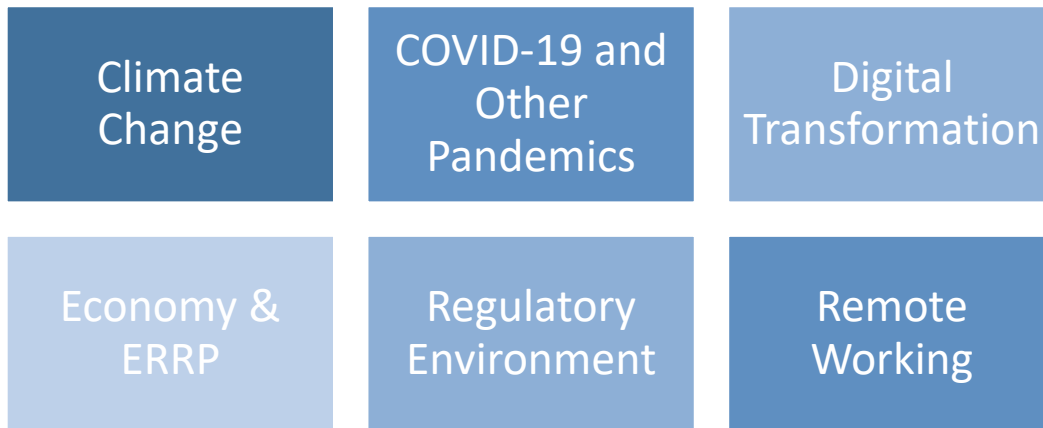 Climate
Change
COVID-19 and
Other
Pandemics
Digital
Transformation
Economy &
ERRP
Regulatory
Environment
Remote
Working